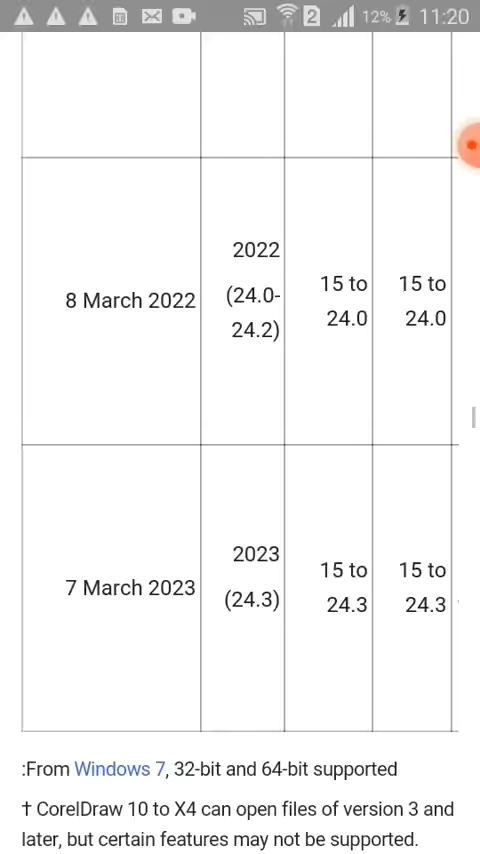 2 12% 11:20
2022
8 March 2022 (24.0- 15 to 15 to
24.2) 24.0 24.0
2023
7 March 2023 (24.3) 15 to 15 to
24.3 24.3
:From Windows 7, 32-bit and 64-bit supported
† CorelDraw 10 to X4 can open files of version 3 and
later, but certain features may not be supported.